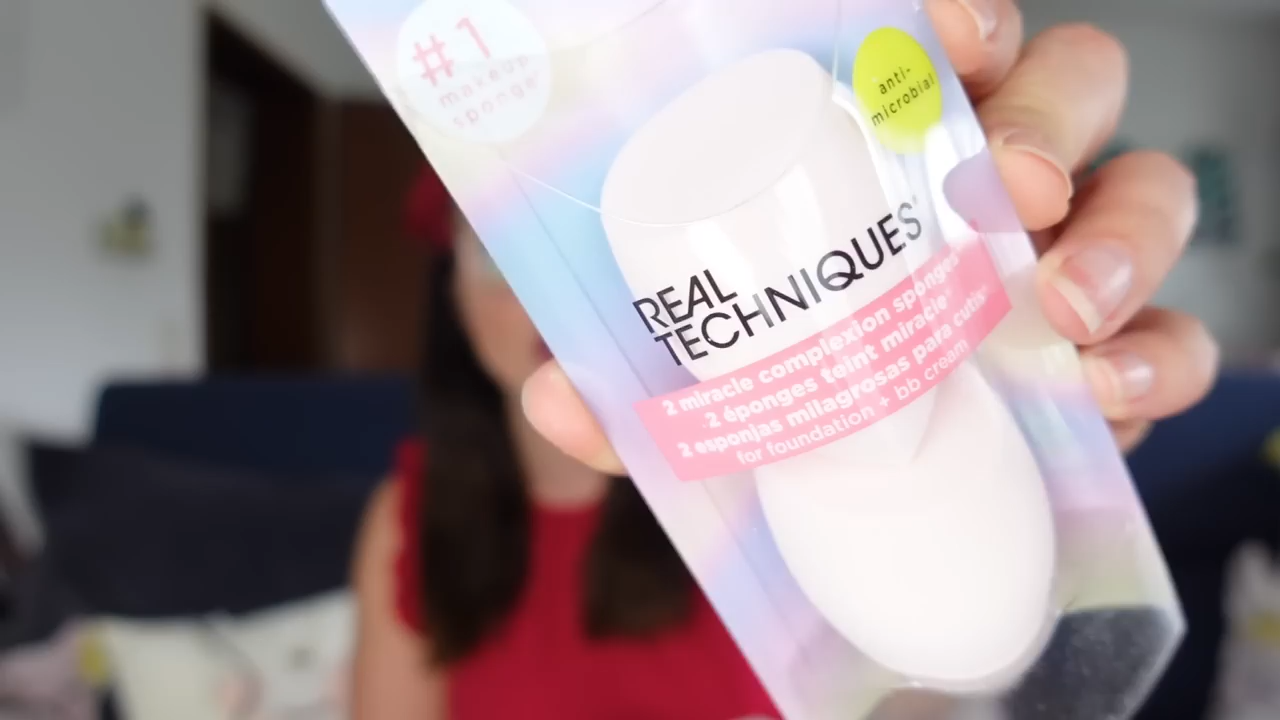 #1
makeup
sponge
anti-
microbial
REAL
TECHNIQUES®
2 miracle complexion sponges
2 éponges teint miracle
2 esponjas milagrosas para cutis
for foundation + bb cream